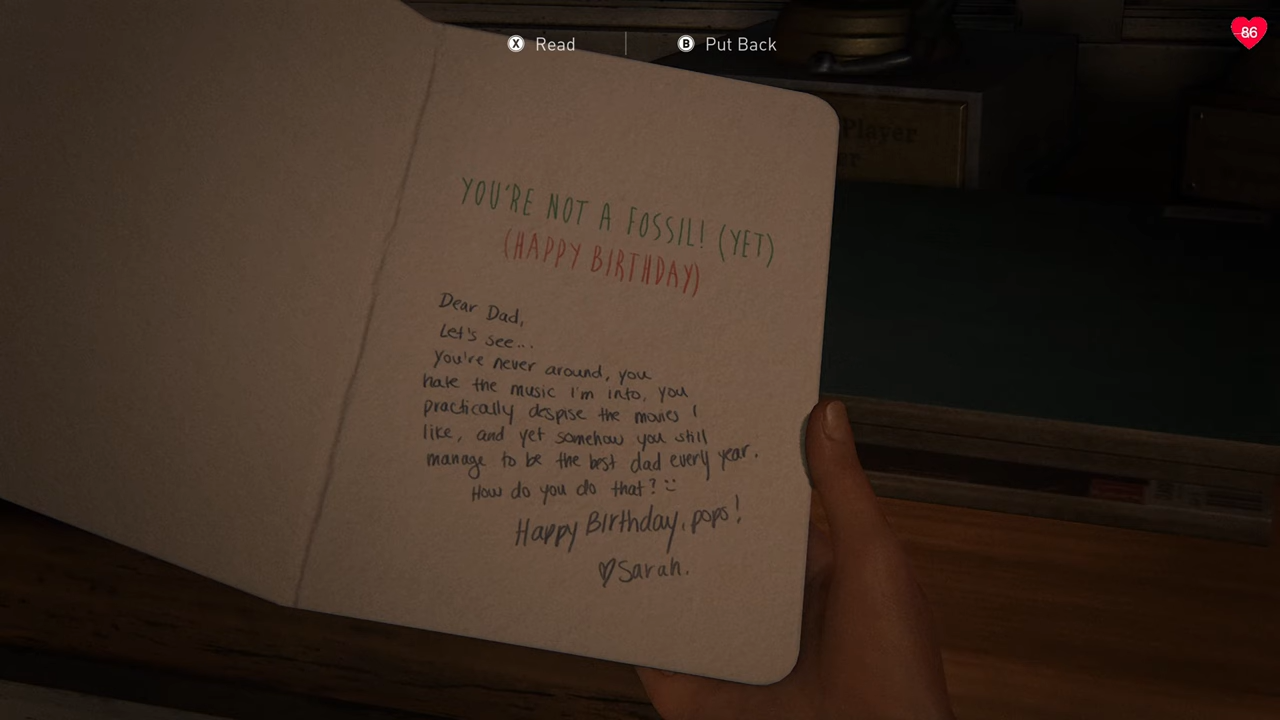 X Read
B Put Back
86
Player
YOU'RE NOT A FOSSIL! (YET)
(HAPPY BIRTHDAY)
Dear Dad,
Let's see...
You're never around, you
hate the music I'm into, you
practically despise the movies I
like, and yet somehow you still
manage to be the best dad every year.
How do you do that? :)
Happy Birthday, pops!
♡Sarah.